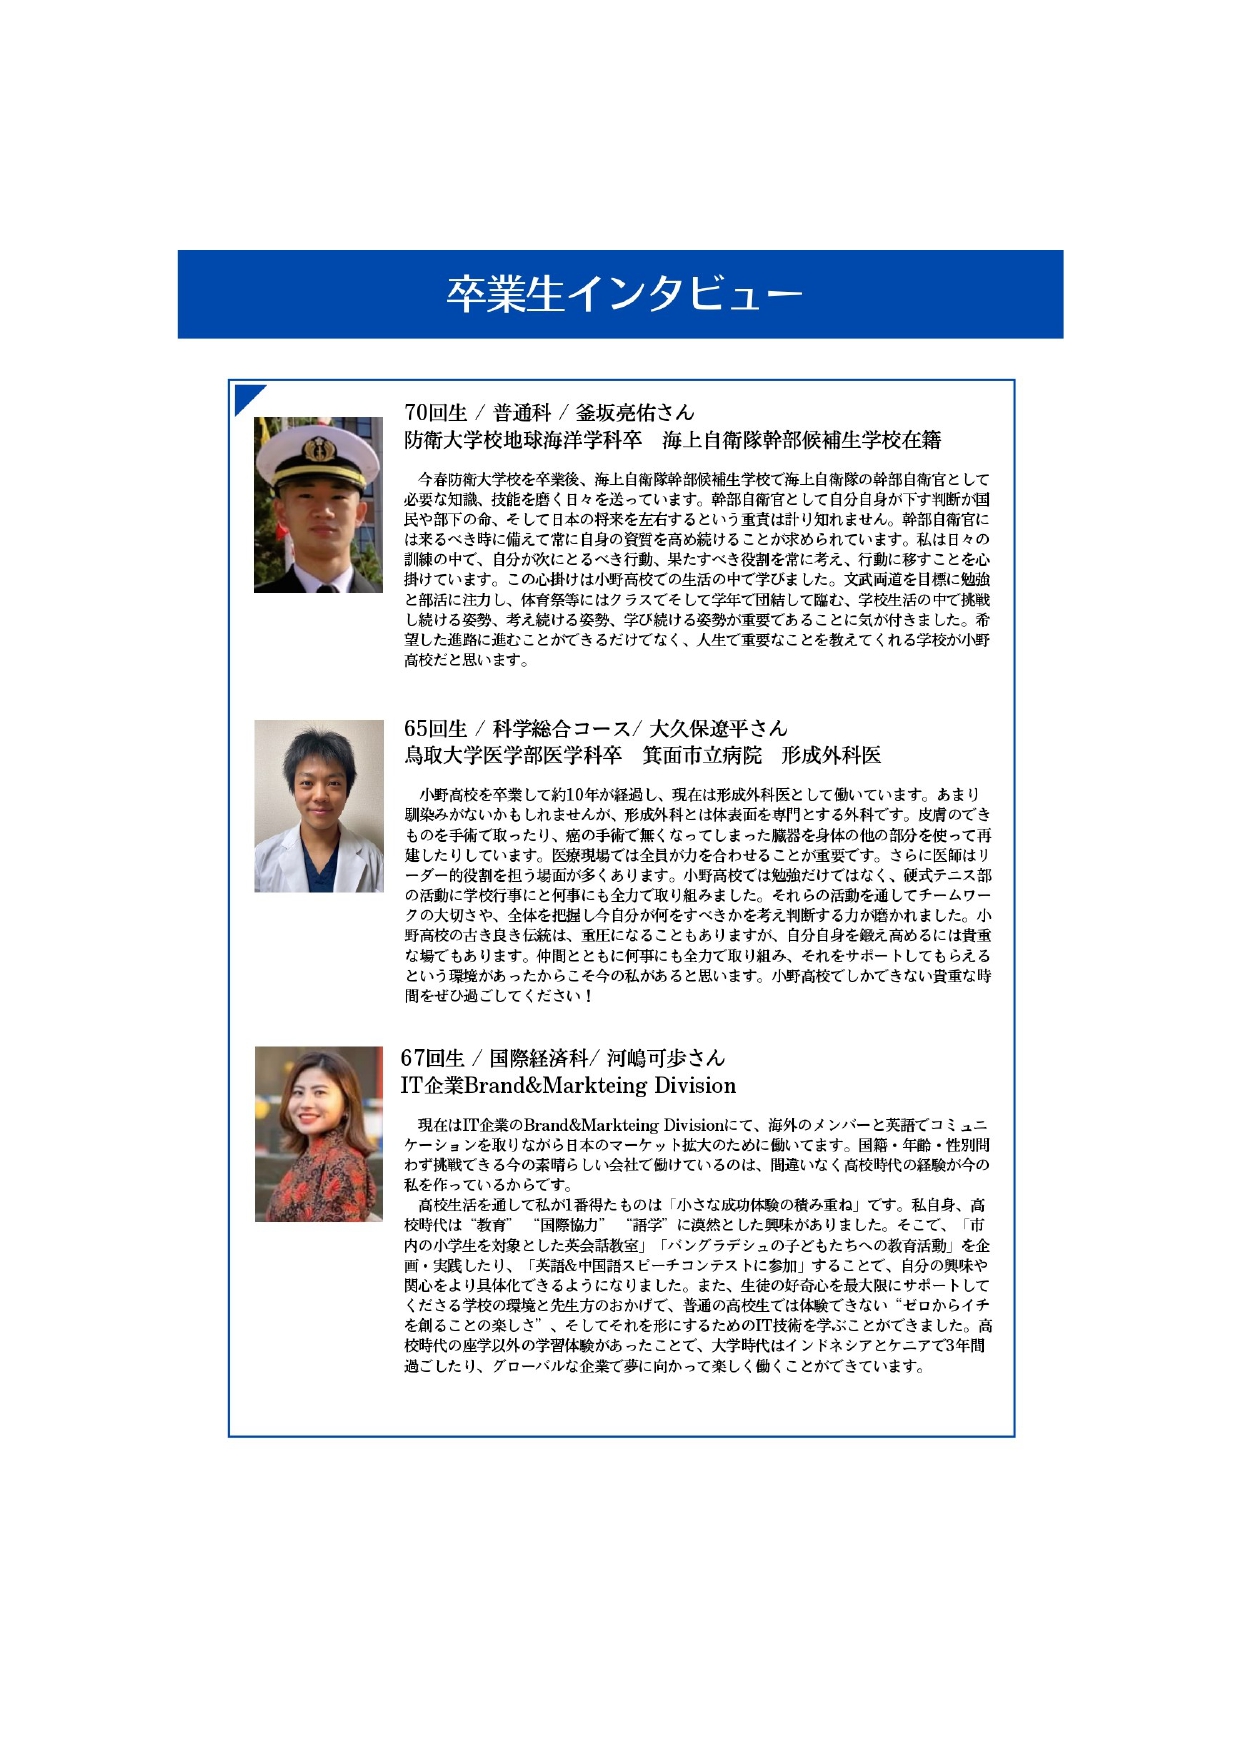 卒業生インタビュー
70回生 / 普通科 / 釜坂亮佑さん
防衛大学校地球海洋学科卒　海上自衛隊幹部候補生学校在籍
　今春防衛大学校を卒業後、海上自衛隊幹部候補生学校で海上自衛隊の幹部自衛官として
必要な知識、技能を磨く日々を送っています。幹部自衛官として自分自身が下す判断が国
民や部下の命、そして日本の将来を左右するという重責は計り知れません。幹部自衛官に
は来るべき時に備えて常に自身の資質を高め続けることが求められています。私は日々の
訓練の中で、自分が次にとるべき行動、果たすべき役割を常に考え、行動に移すことを心
掛けています。この心掛けは小野高校での生活の中で学びました。文武両道を目標に勉強
と部活に注力し、体育祭等にはクラスでそして学年で団結して臨む、学校生活の中で挑戦
し続ける姿勢、考え続ける姿勢、学び続ける姿勢が重要であることに気が付きました。希
望した進路に進むことができるだけでなく、人生で重要なことを教えてくれる学校が小野
高校だと思います。
65回生 / 科学総合コース/ 大久保遼平さん
鳥取大学医学部医学科卒　箕面市立病院　形成外科医
　小野高校を卒業して約10年が経過し、現在は形成外科医として働いています。あまり
馴染みがないかもしれませんが、形成外科とは体表面を専門とする外科です。皮膚のでき
ものを手術で取ったり、癌の手術で無くなってしまった臓器を身体の他の部分を使って再
建したりしています。医療現場では全員が力を合わせることが重要です。さらに医師はリ
ーダー的役割を担う場面が多くあります。小野高校では勉強だけではなく、硬式テニス部
の活動に学校行事にと何事にも全力で取り組みました。それらの活動を通してチームワー
クの大切さや、全体を把握し今自分が何をすべきかを考え判断する力が磨かれました。小
野高校の古き良き伝統は、重圧になることもありますが、自分自身を鍛え高めるには貴重
な場でもあります。仲間とともに何事にも全力で取り組み、それをサポートしてもらえる
という環境があったからこそ今の私があると思います。小野高校でしかできない貴重な時
間をぜひ過ごしてください！
67回生 / 国際経済科/ 河嶋可歩さん
IT企業Brand&Markteing Division
　現在はIT企業のBrand&Markteing Divisionにて、海外のメンバーと英語でコミュニ
ケーションを取りながら日本のマーケット拡大のために働いてます。国籍・年齢・性別問
わず挑戦できる今の素晴らしい会社で働けているのは、間違いなく高校時代の経験が今の
私を作っているからです。
　高校生活を通して私が1番得たものは「小さな成功体験の積み重ね」です。私自身、高
校時代は“教育”　“国際協力”　“語学”に漠然とした興味がありました。そこで、「市
内の小学生を対象とした英会話教室」「バングラデシュの子どもたちへの教育活動」を企
画・実践したり、「英語&中国語スピーチコンテストに参加」することで、自分の興味や
関心をより具体化できるようになりました。また、生徒の好奇心を最大限にサポートして
くださる学校の環境と先生方のおかげで、普通の高校生では体験できない“ゼロからイチ
を創ることの楽しさ”、そしてそれを形にするためのIT技術を学ぶことができました。高
校時代の座学以外の学習体験があったことで、大学時代はインドネシアとケニアで3年間
過ごしたり、グローバルな企業で夢に向かって楽しく働くことができています。